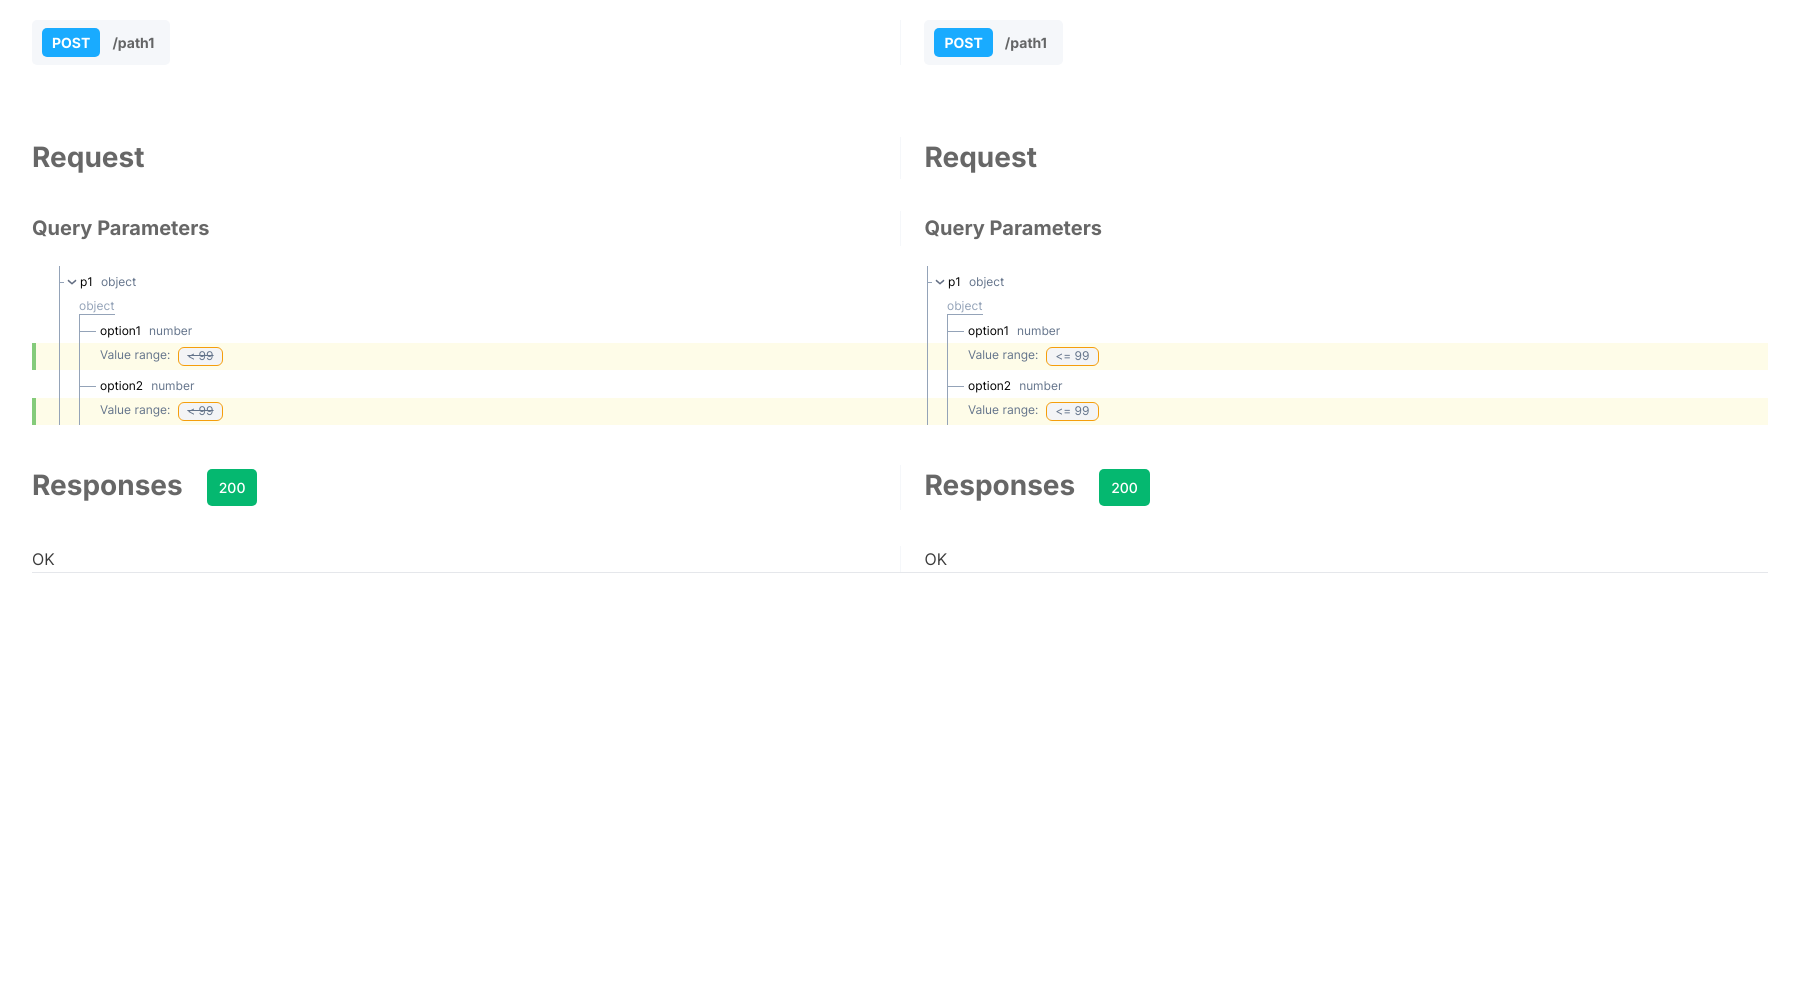 POST /path1
POST /path1
Request
Request
Query Parameters
Query Parameters
p1 object
object
option1 number
Value range: < 99
option2 number
Value range: < 99
p1 object
object
option1 number
Value range: <= 99
option2 number
Value range: <= 99
Responses 200
Responses 200
OK
OK